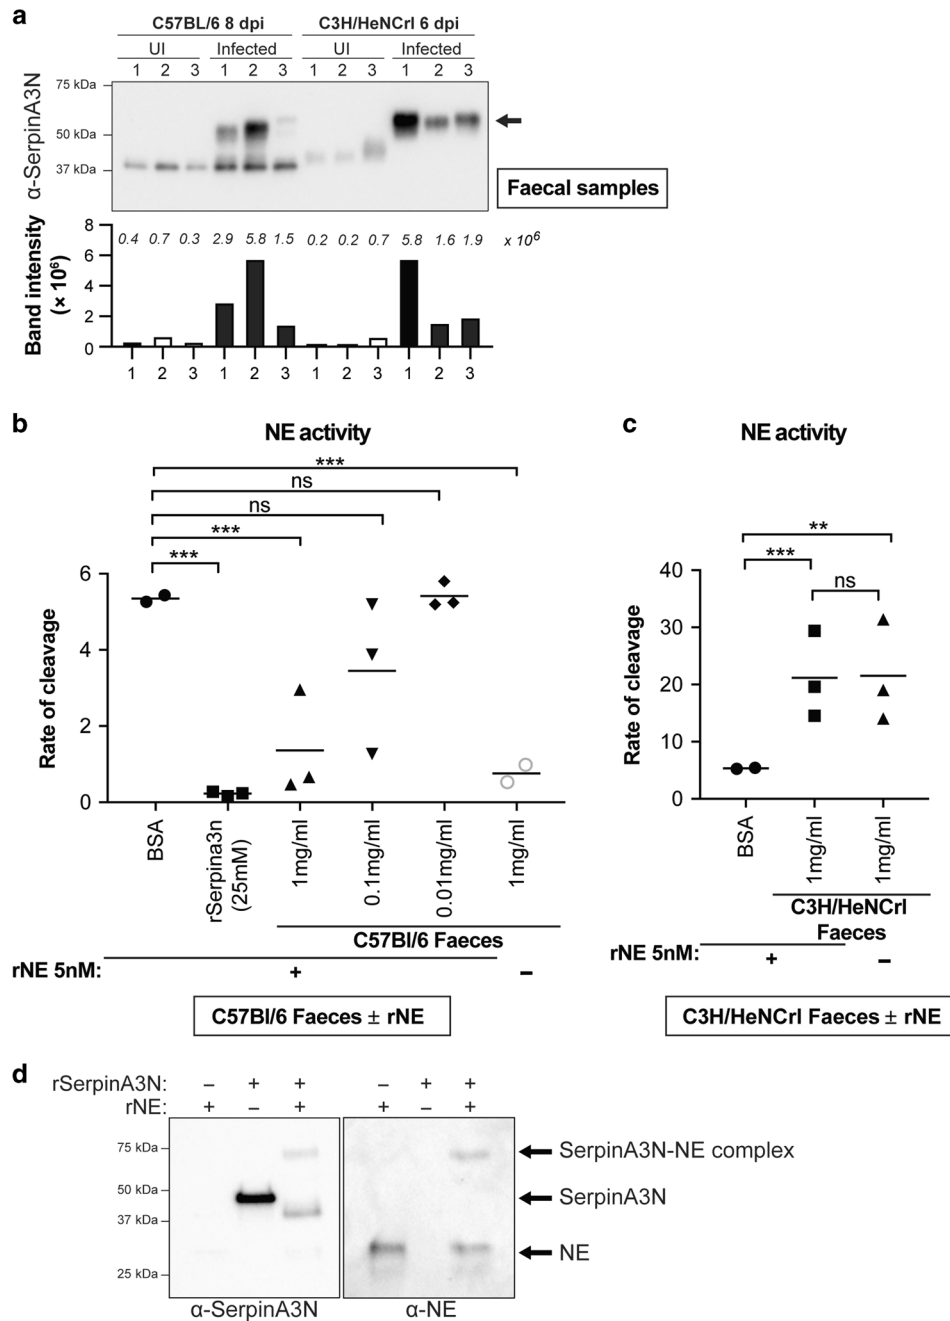 a
C57BL/6 8 dpi C3H/HeNCrl 6 dpi
UI Infected UI Infected
1 2 3 1 2 3 1 2 3 1 2 3
α-SerpinA3N
75 kDa
50 kDa
37 kDa
Faecal samples
Band intensity
(× 10⁶)
8
6
4
2
0
0.4 0.7 0.3 2.9 5.8 1.5 0.2 0.2 0.7 5.8 1.6 1.9 x 10⁶
1 2 3 1 2 3 1 2 3 1 2 3
b
NE activity
***
ns
ns
***
***
Rate of cleavage
6
4
2
0
BSA
rSerpina3n
(25mM)
1mg/ml
0.1mg/ml
0.01mg/ml
1mg/ml
C57Bl/6 Faeces
rNE 5nM: + −
C57Bl/6 Faeces ± rNE
c
NE activity
**
***
ns
Rate of cleavage
40
30
20
10
0
BSA
1mg/ml
1mg/ml
C3H/HeNCrl
Faeces
rNE 5nM: + −
C3H/HeNCrl Faeces ± rNE
d
rSerpinA3N: − + + − + +
rNE: + − + + − +
75 kDa
50 kDa
37 kDa
25 kDa
SerpinA3N-NE complex
SerpinA3N
NE
α-SerpinA3N α-NE